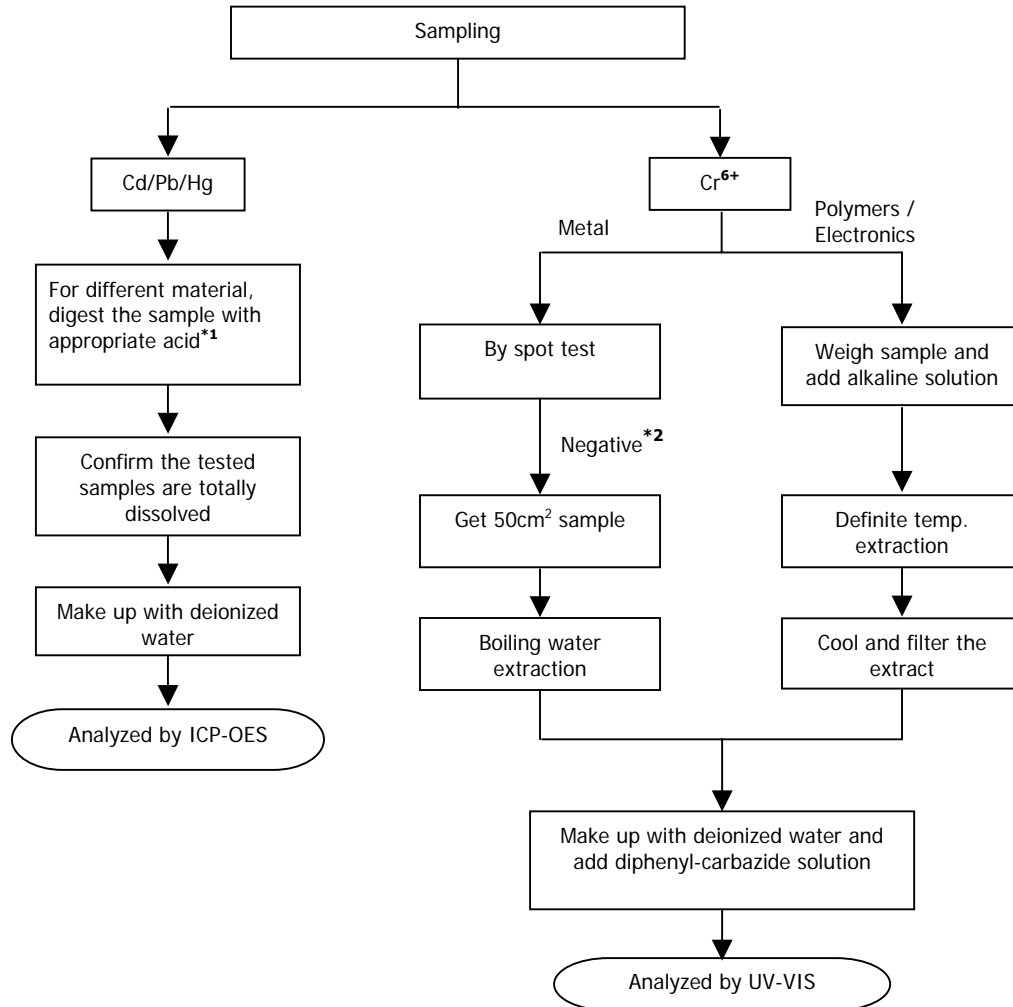 Sampling
Cd/Pb/Hg
For different material,
digest the sample with
appropriate acid*1
Confirm the tested
samples are totally
dissolved
Make up with deionized
water
Analyzed by ICP-OES
Cr6+
Metal
Polymers /
Electronics
By spot test
Negative*2
Get 50cm2 sample
Boiling water
extraction
Weigh sample and
add alkaline solution
Definite temp.
extraction
Cool and filter the
extract
Make up with deionized water and
add diphenyl-carbazide solution
Analyzed by UV-VIS